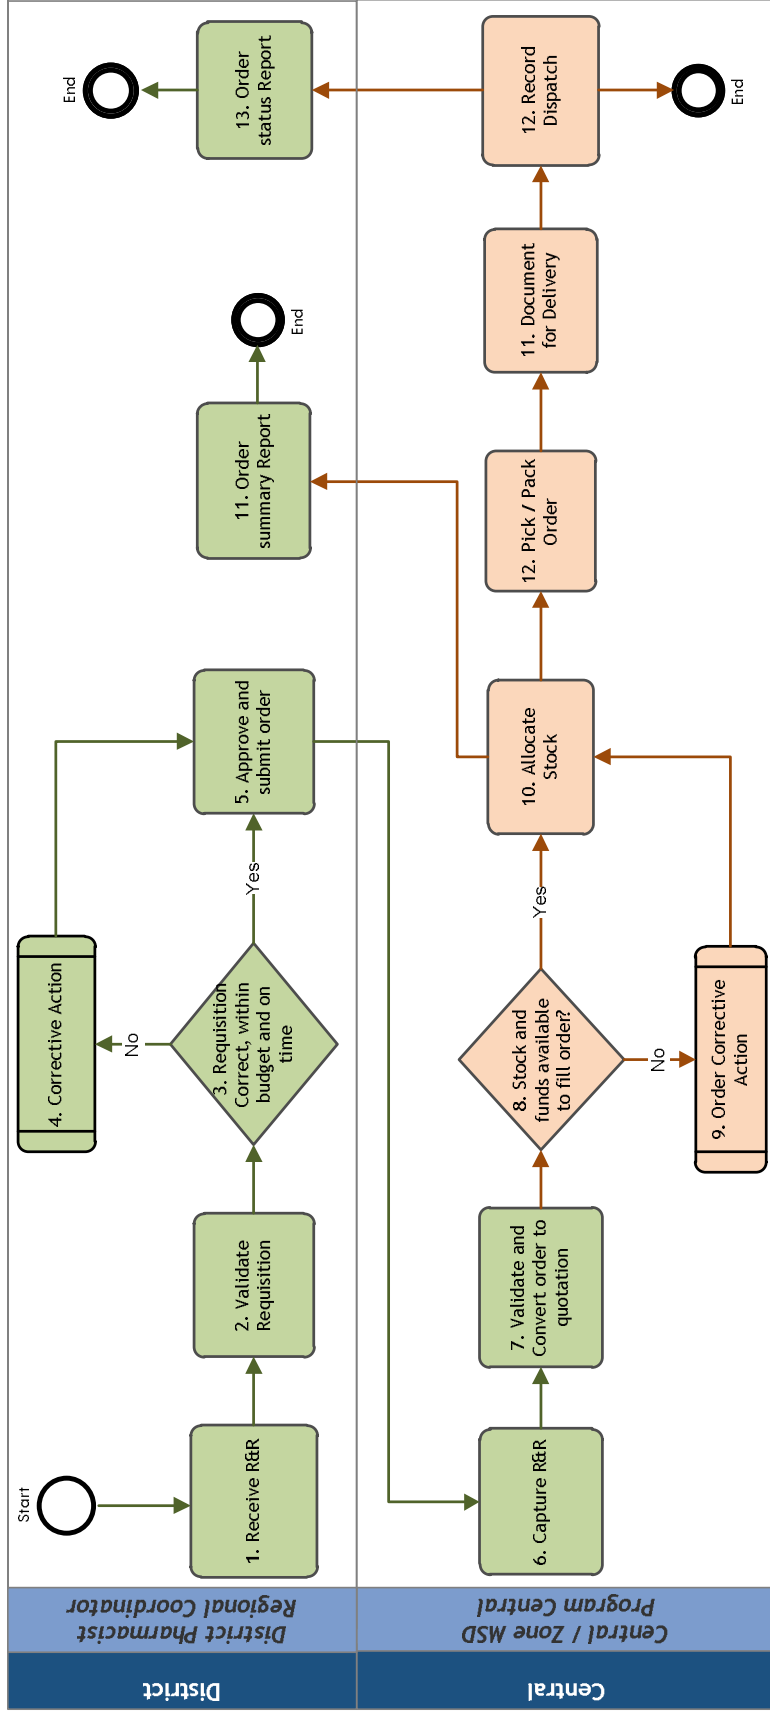 District
District Pharmacist
Regional Coordinator
Start
1. Receive R&R
2. Validate
Requisition
3. Requisition
Correct, within
budget and on
time
No
4. Corrective Action
Yes
5. Approve and
submit order
11. Order
summary Report
End
13. Order
status Report
End
Central
Central / Zone MSD
Program Central
6. Capture R&R
7. Validate and
Convert order to
quotation
8. Stock and
funds available
to fill order?
No
9. Order Corrective
Action
Yes
10. Allocate
Stock
12. Pick / Pack
Order
11. Document
for Delivery
12. Record
Dispatch
End